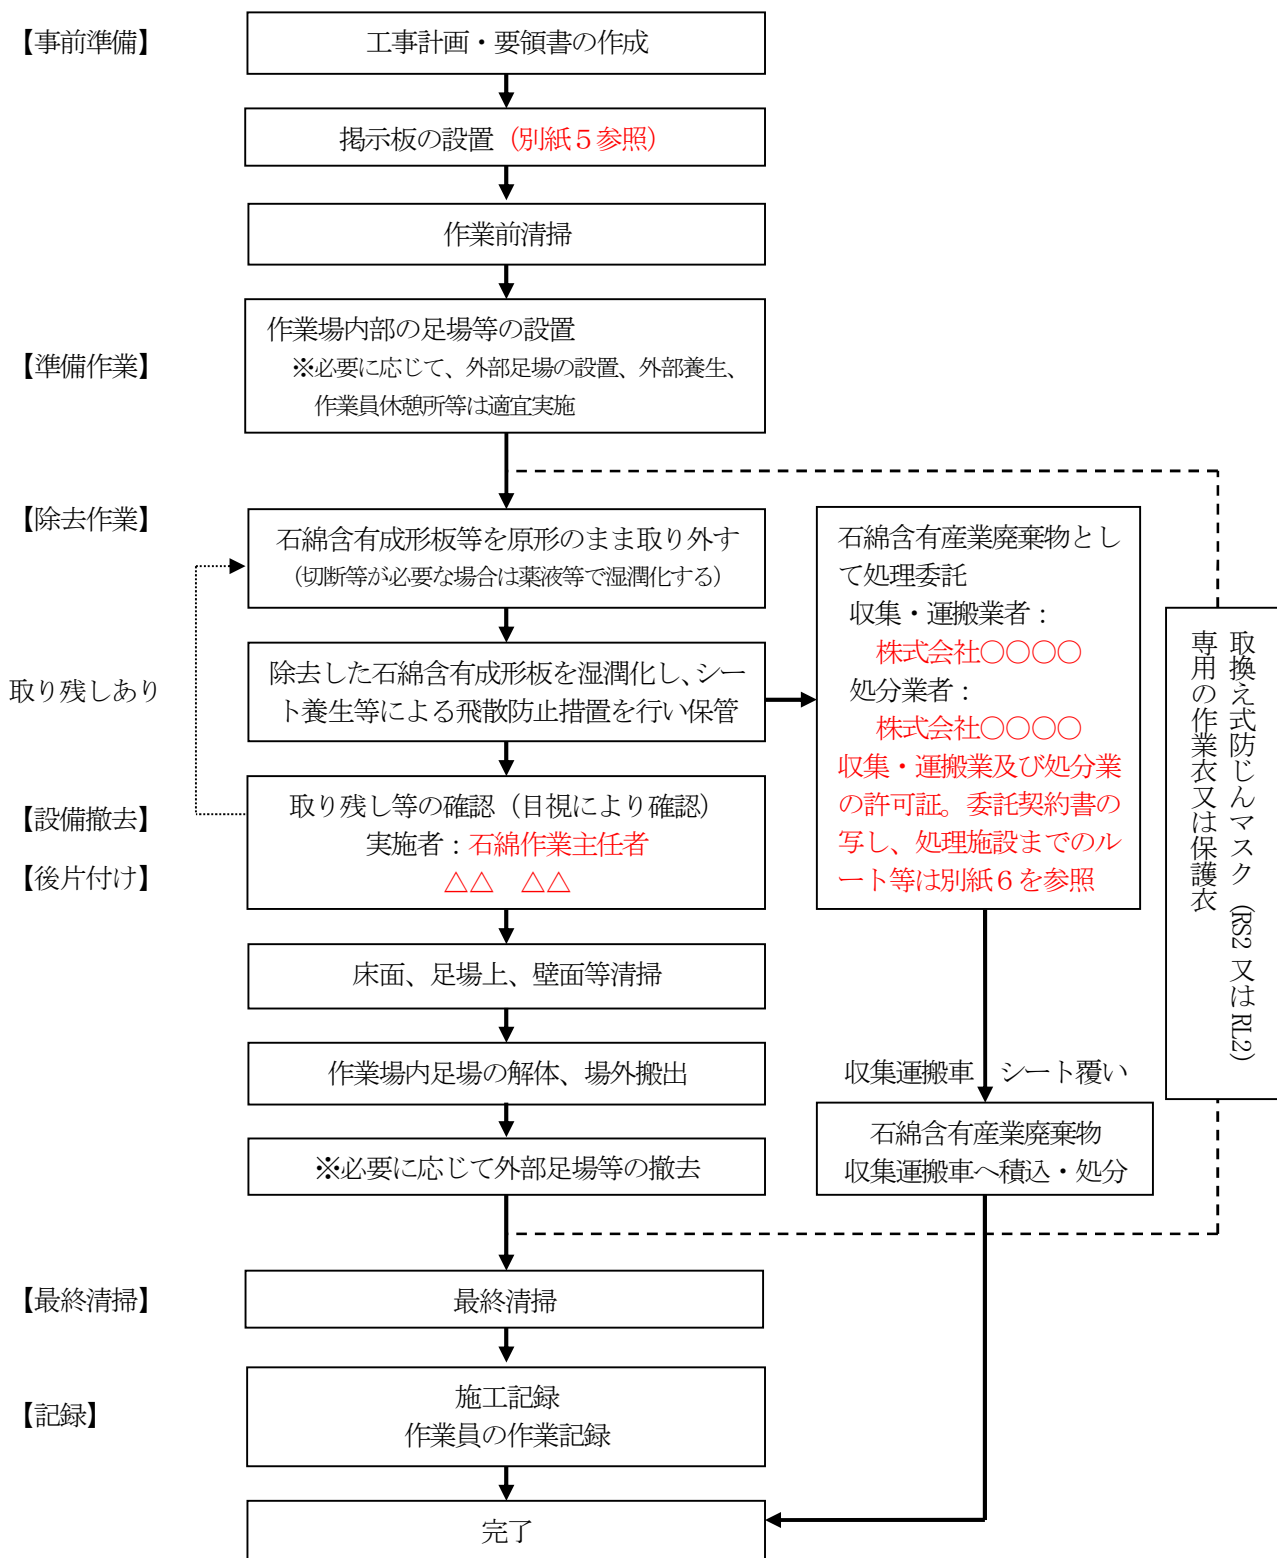 【事前準備】
工事計画・要領書の作成
掲示板の設置（別紙５参照）
作業前清掃
【準備作業】
作業場内部の足場等の設置
※必要に応じて、外部足場の設置、外部養生、
作業員休憩所等は適宜実施
【除去作業】
石綿含有成形板等を原形のまま取り外す
（切断等が必要な場合は薬液等で湿潤化する）
取り残しあり
除去した石綿含有成形板を湿潤化し、シー
ト養生等による飛散防止措置を行い保管
石綿含有産業廃棄物とし
て処理委託
収集・運搬業者：
株式会社○○○○
処分業者：
株式会社○○○○
収集・運搬業及び処分業
の許可証。委託契約書の
写し、処理施設までのル
ート等は別紙６を参照
取換え式防じんマスク（RS2 又は RL2）
専用の作業衣又は保護衣
【設備撤去】
【後片付け】
取り残し等の確認（目視により確認）
実施者：石綿作業主任者
△△　△△
床面、足場上、壁面等清掃
作業場内足場の解体、場外搬出
収集運搬車　シート覆い
※必要に応じて外部足場等の撤去
石綿含有産業廃棄物
収集運搬車へ積込・処分
【最終清掃】
最終清掃
【記録】
施工記録
作業員の作業記録
完了